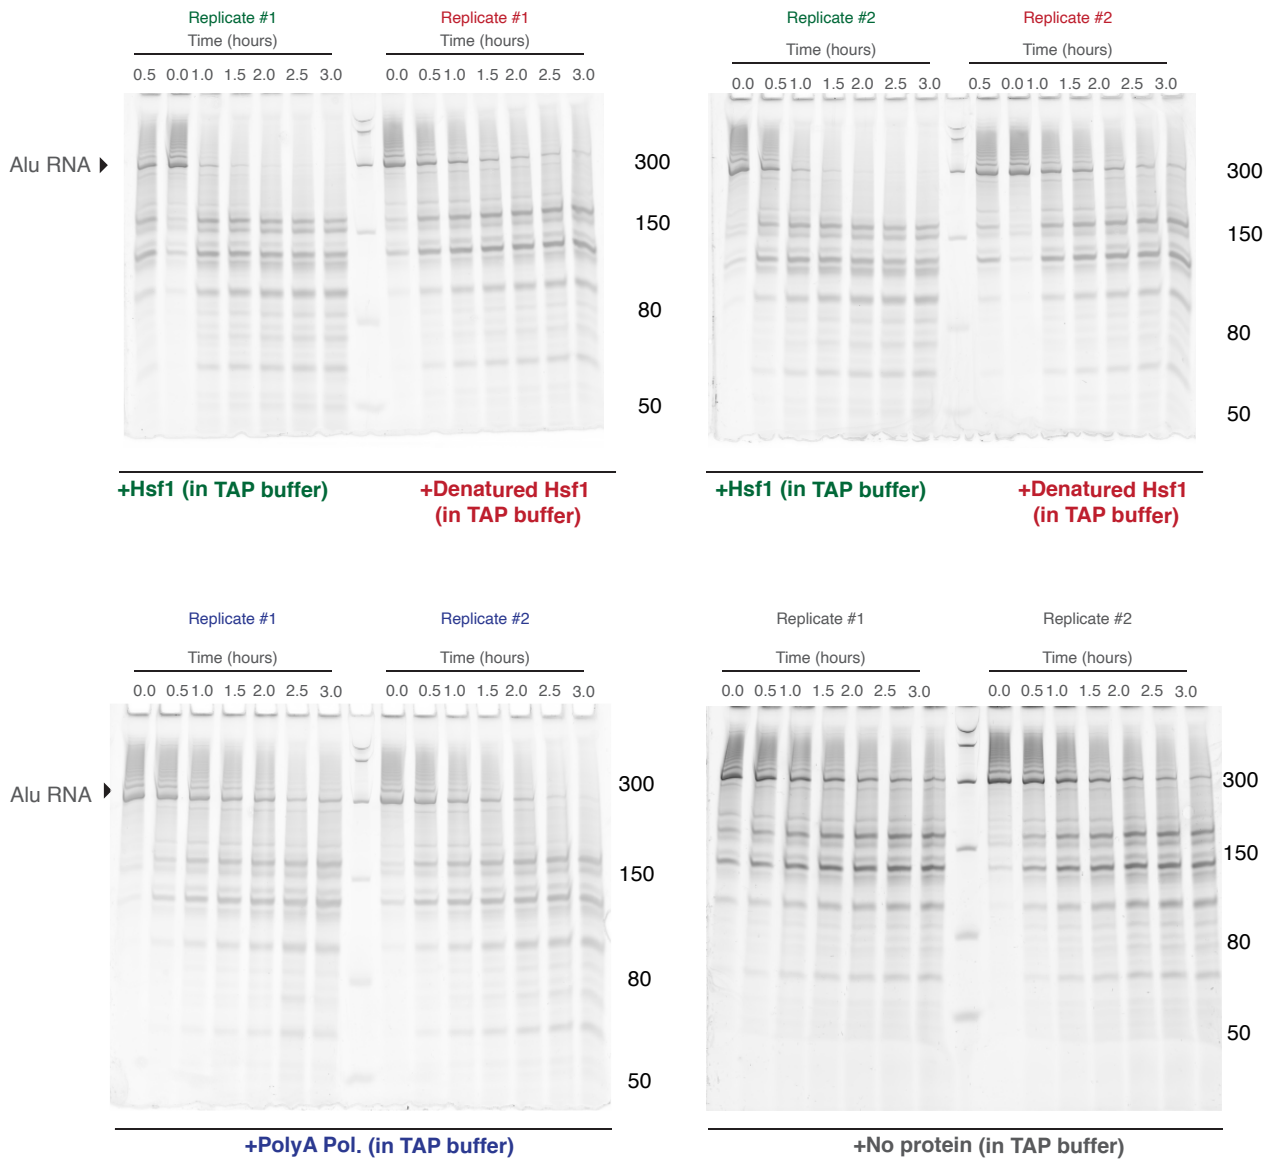 Replicate #1
Time (hours)
0.5 0.0 1.0 1.5 2.0 2.5 3.0
Replicate #1
Time (hours)
0.0 0.5 1.0 1.5 2.0 2.5 3.0
Alu RNA
300
150
80
50
+Hsf1 (in TAP buffer)
+Denatured Hsf1
(in TAP buffer)
Replicate #2
Time (hours)
0.0 0.5 1.0 1.5 2.0 2.5 3.0
Replicate #2
Time (hours)
0.5 0.0 1.0 1.5 2.0 2.5 3.0
300
150
80
50
+Hsf1 (in TAP buffer)
+Denatured Hsf1
(in TAP buffer)
Replicate #1
Time (hours)
0.0 0.5 1.0 1.5 2.0 2.5 3.0
Replicate #2
Time (hours)
0.0 0.5 1.0 1.5 2.0 2.5 3.0
Alu RNA
300
150
80
50
+PolyA Pol. (in TAP buffer)
Replicate #1
Time (hours)
0.0 0.5 1.0 1.5 2.0 2.5 3.0
Replicate #2
Time (hours)
0.0 0.5 1.0 1.5 2.0 2.5 3.0
300
150
80
50
+No protein (in TAP buffer)